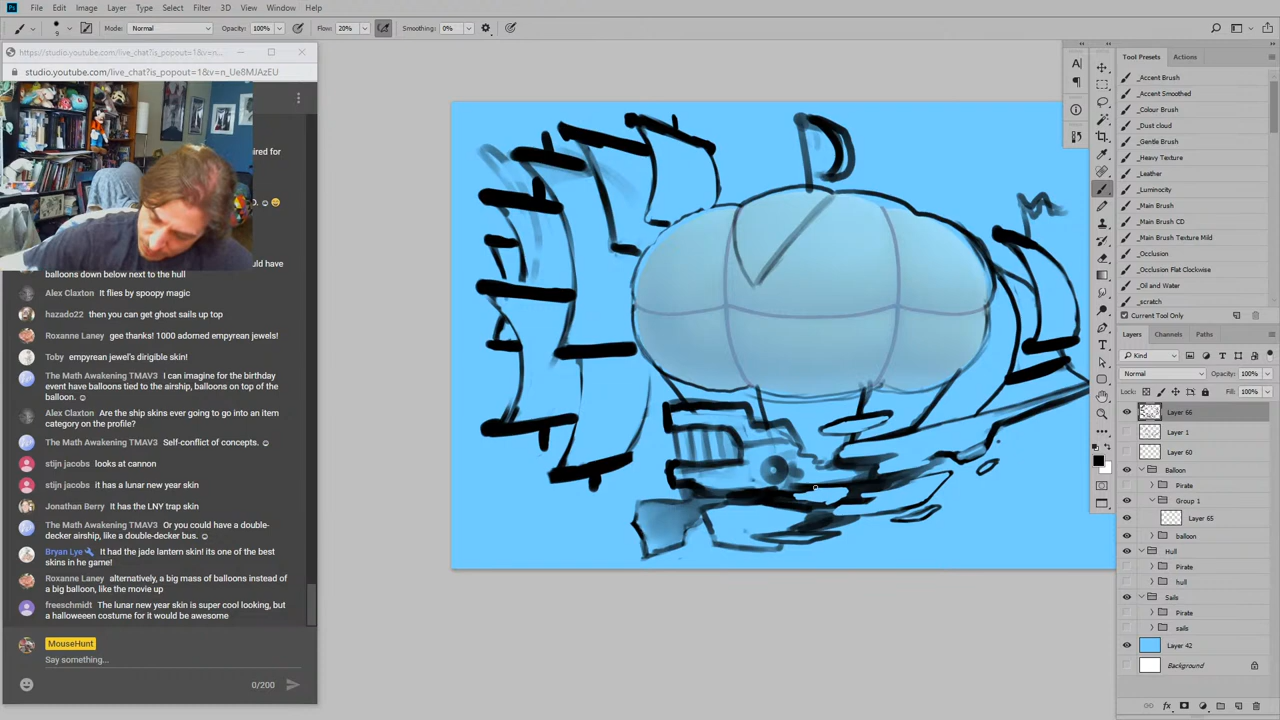 Ps File Edit Image Layer Type Select Filter 3D View Window Help
9 Mode: Normal Opacity: 100% Flow: 20% Smoothing: 0%
https://studio.youtube.com/live_chat?is_popout=1&v=n_...
studio.youtube.com/live_chat?is_popout=1&v=n_Ue8MJAzEU
ired for
O. ☺ 😀
uld have
balloons down below next to the hull
Alex Claxton It flies by spoopy magic
hazado22 then you can get ghost sails up top
Roxanne Laney gee thanks! 1000 adorned empyrean jewels!
Toby empyrean jewel's dirigible skin!
The Math Awakening TMAV3 I can imagine for the birthday
event have balloons tied to the airship, balloons on top of the
balloon. ☺
Alex Claxton Are the ship skins ever going to go into an item
category on the profile?
The Math Awakening TMAV3 Self-conflict of concepts. ☺
stijn jacobs looks at cannon
stijn jacobs it has a lunar new year skin
Jonathan Berry It has the LNY trap skin
The Math Awakening TMAV3 Or you could have a double-
decker airship, like a double-decker bus. ☺
Bryan Lye It had the jade lantern skin! its one of the best
skins in he game!
Roxanne Laney alternatively, a big mass of balloons instead of
a big balloon, like the movie up
freeschmidt The lunar new year skin is super cool looking, but
a halloweeen costume for it would be awesome
MouseHunt
Say something...
0/200
Tool Presets Actions
_Accent Brush
_Accent Smoothed
_Colour Brush
_Dust cloud
_Gentle Brush
_Heavy Texture
_Leather
_Luminocity
_Main Brush
_Main Brush CD
_Main Brush Texture Mild
_Occlusion
_Occlusion Flat Clockwise
_Oil and Water
_scratch
Current Tool Only
Layers Channels Paths
Kind
Normal Opacity: 100%
Lock: Fill: 100%
Layer 66
Layer 1
Layer 60
Balloon
Pirate
Group 1
Layer 65
balloon
Hull
Pirate
hull
Sails
Pirate
sails
Layer 42
Background